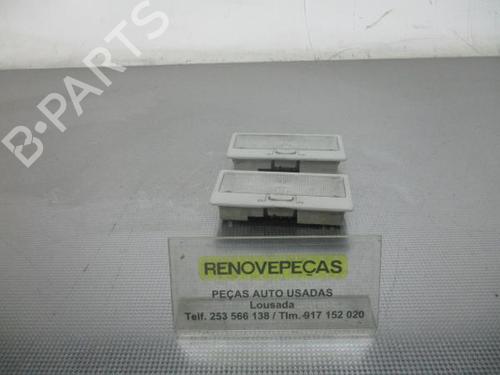 B-PARTS
RENOVEPEÇAS
PEÇAS AUTO USADAS
Lousada
Telf. 253 566 138 / Tlm. 917 152 020